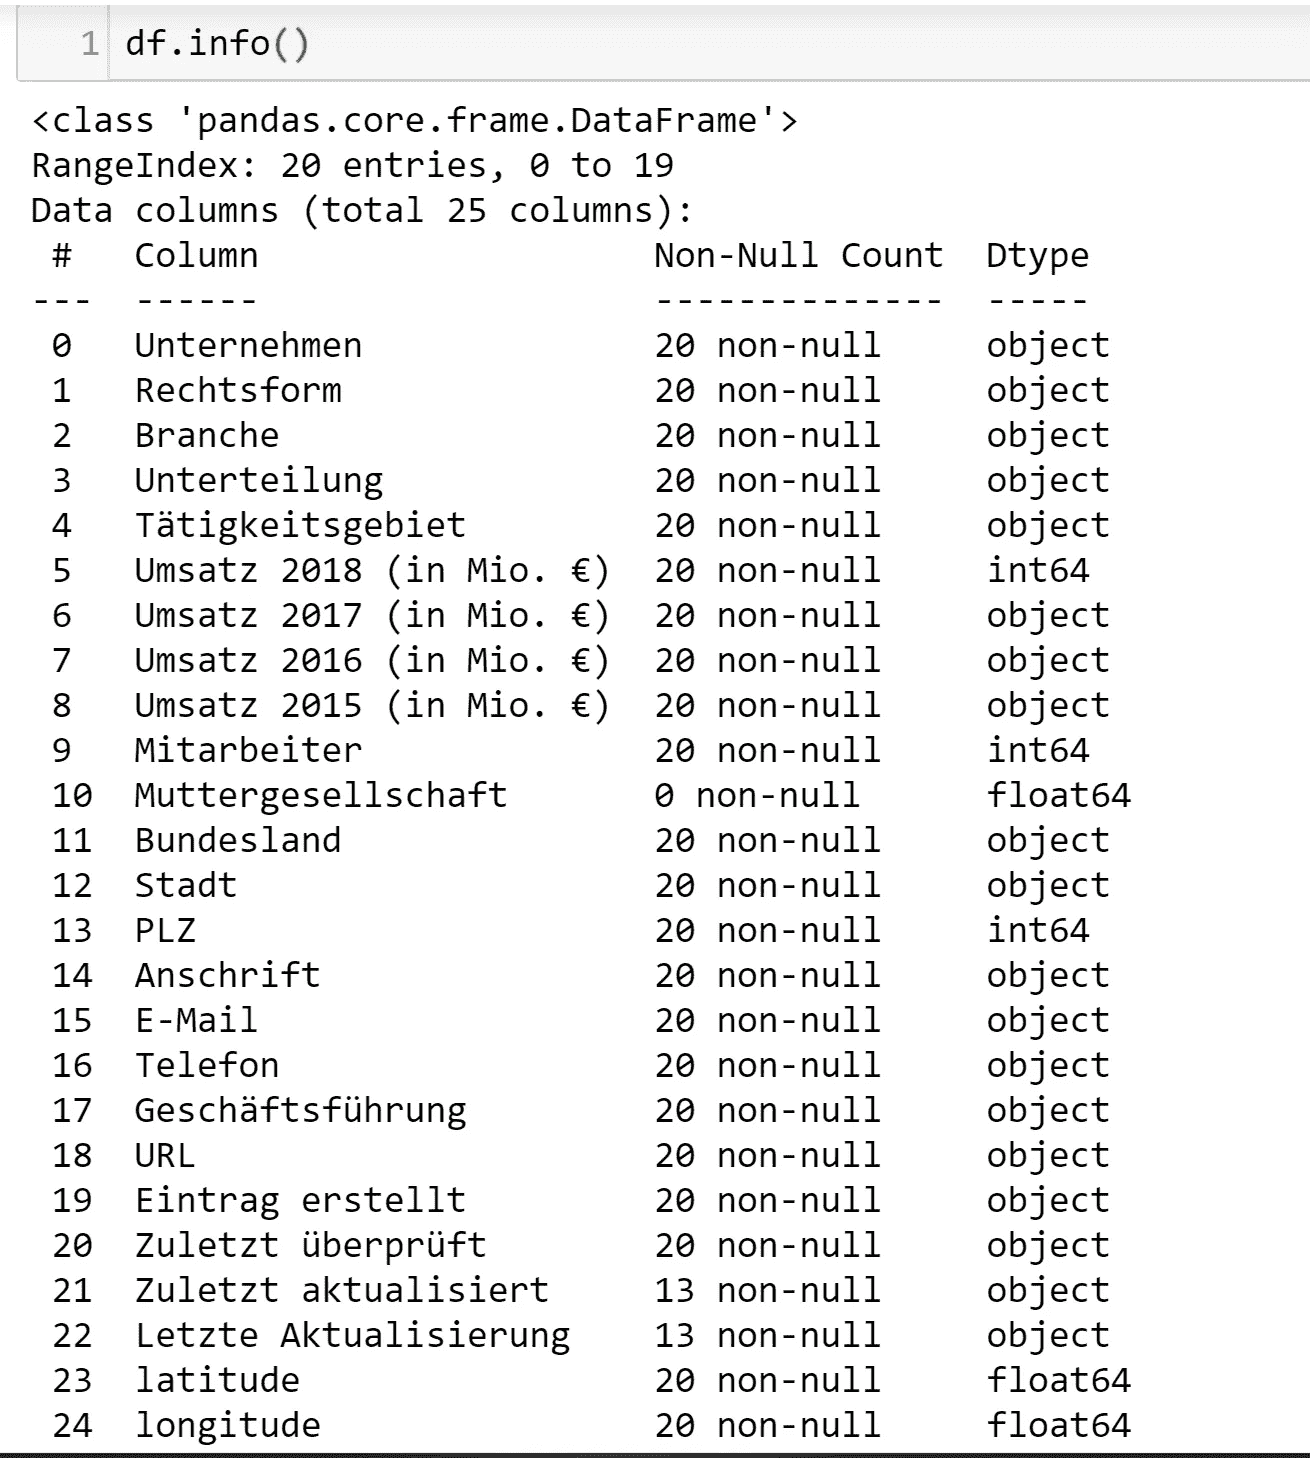 1 df.info()
<class 'pandas.core.frame.DataFrame'>
RangeIndex: 20 entries, 0 to 19
Data columns (total 25 columns):
 #   Column                   Non-Null Count  Dtype
---  ------                   --------------  -----
 0   Unternehmen              20 non-null     object
 1   Rechtsform               20 non-null     object
 2   Branche                  20 non-null     object
 3   Unterteilung             20 non-null     object
 4   Tätigkeitsgebiet         20 non-null     object
 5   Umsatz 2018 (in Mio. €)  20 non-null     int64
 6   Umsatz 2017 (in Mio. €)  20 non-null     object
 7   Umsatz 2016 (in Mio. €)  20 non-null     object
 8   Umsatz 2015 (in Mio. €)  20 non-null     object
 9   Mitarbeiter              20 non-null     int64
 10  Muttergesellschaft       0 non-null      float64
 11  Bundesland               20 non-null     object
 12  Stadt                    20 non-null     object
 13  PLZ                      20 non-null     int64
 14  Anschrift                20 non-null     object
 15  E-Mail                   20 non-null     object
 16  Telefon                  20 non-null     object
 17  Geschäftsführung         20 non-null     object
 18  URL                      20 non-null     object
 19  Eintrag erstellt         20 non-null     object
 20  Zuletzt überprüft        20 non-null     object
 21  Zuletzt aktualisiert     13 non-null     object
 22  Letzte Aktualisierung    13 non-null     object
 23  latitude                 20 non-null     float64
 24  longitude                20 non-null     float64